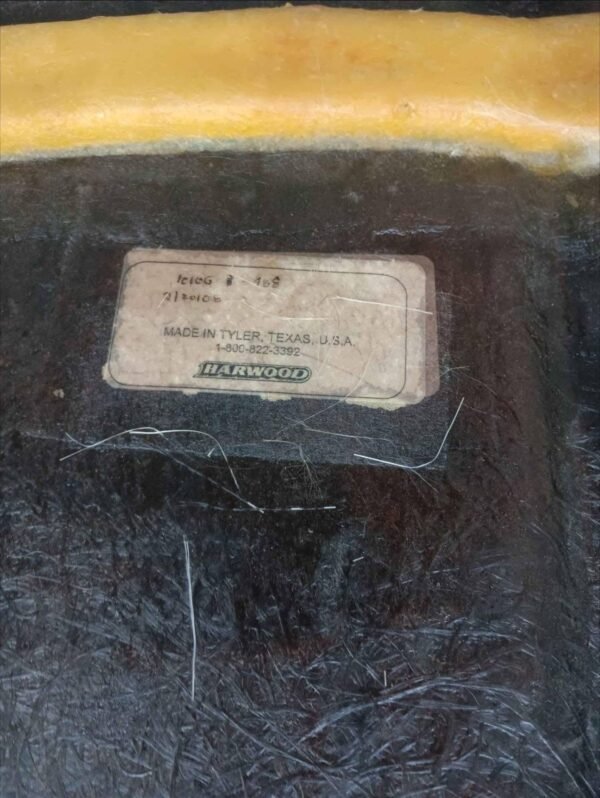 MADE IN TYLER, TEXAS, U.S.A.
1-800-822-3392
HARWOOD